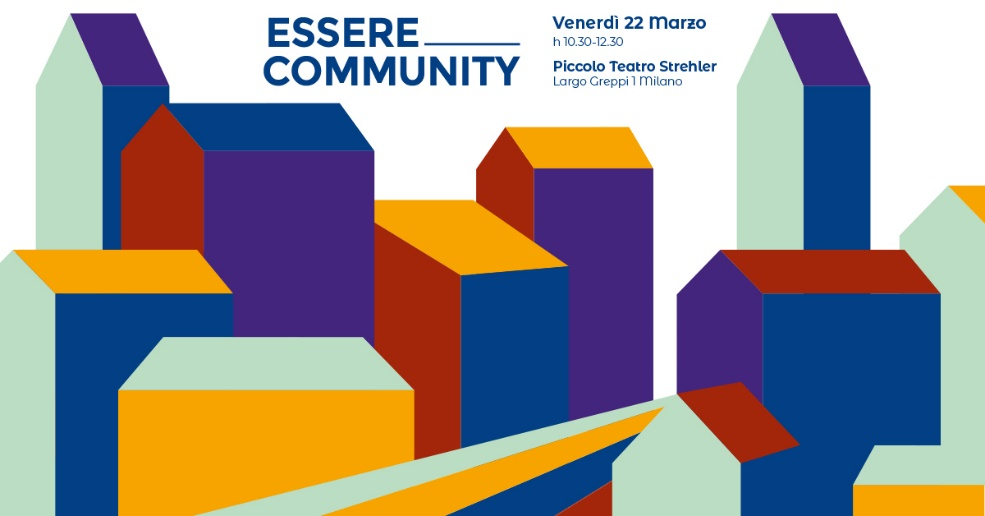 ESSERE
COMMUNITY
Venerdì 22 Marzo
h 10.30-12.30
Piccolo Teatro Strehler
Largo Greppi 1 Milano